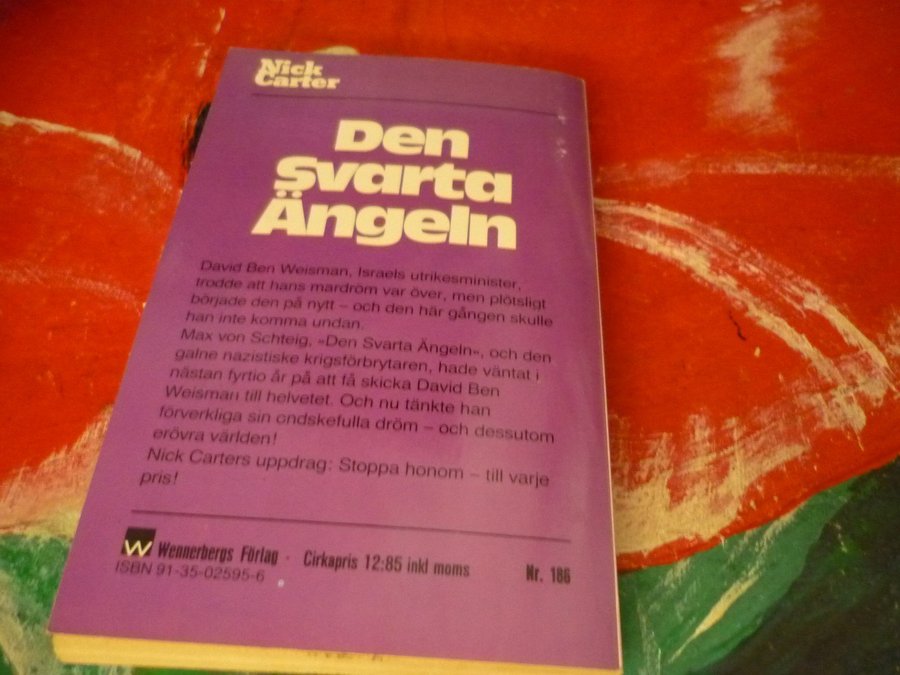 Nick
Carter
Den
Svarta
Ängeln
David Ben Weisman, Israels utrikesminister,
trodde att hans mardröm var över, men plötsligt
började den på nytt – och den här gången skulle
han inte komma undan.
Max von Schteig, »Den Svarta Ängeln», och den
galne nazistiske krigsförbrytaren, hade väntat i
nästan fyrtio år på att få skicka David Ben
Weisman till helvetet. Och nu tänkte han
förverkliga sin ondskefulla dröm – och dessutom
erövra världen!
Nick Carters uppdrag: Stoppa honom – till varje
pris!
W Wennerbergs Förlag · Cirkapris 12:85 inkl moms Nr. 186
ISBN 91-35-02595-6